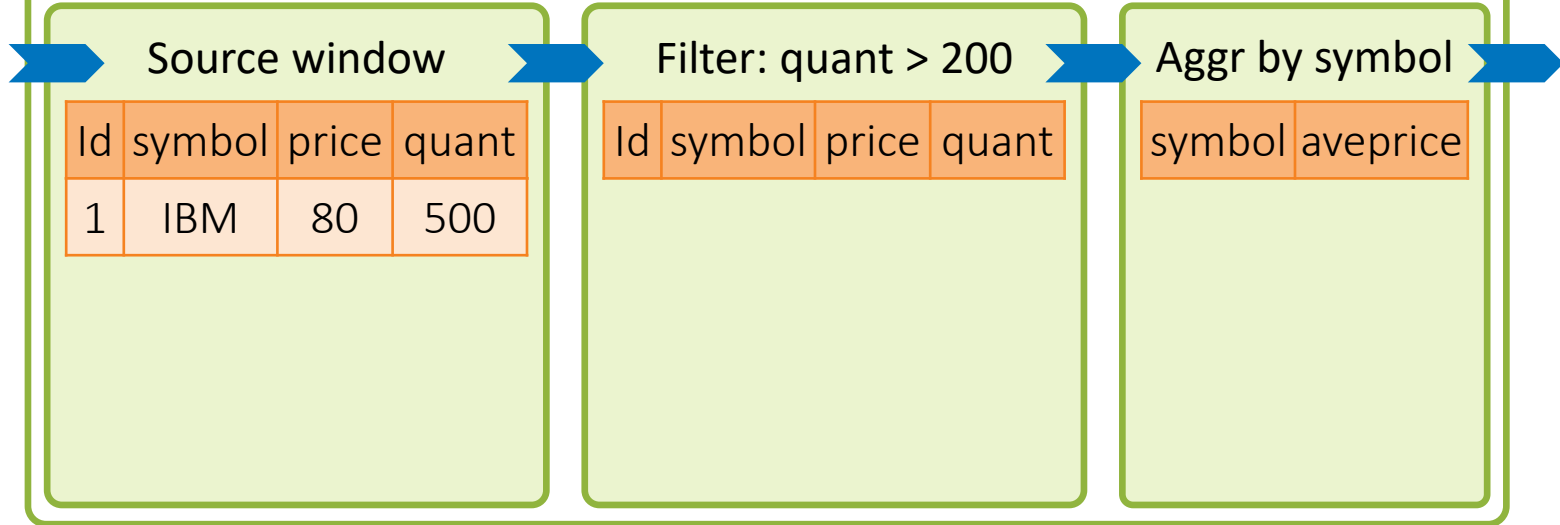 Source window
Id symbol price quant
1 IBM 80 500
Filter: quant > 200
Id symbol price quant
Aggr by symbol
symbol aveprice